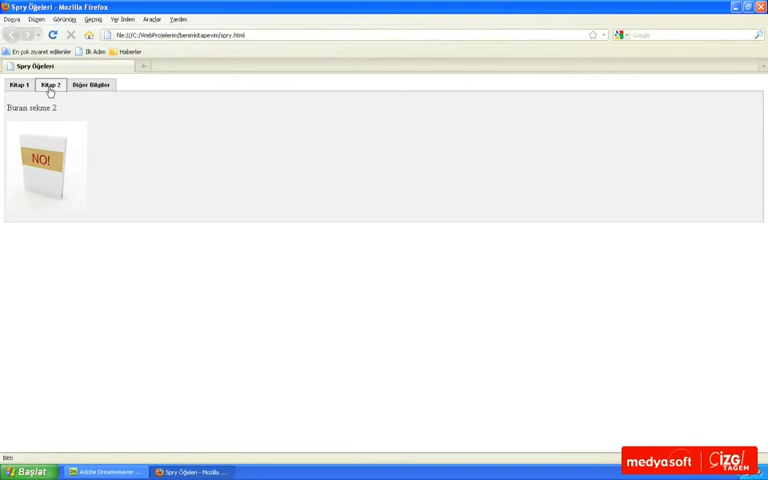 Spry Öğeleri - Mozilla Firefox
Dosya Düzen Görünüm Geçmiş Yer İmleri Araçlar Yardım
file:///C:/WebProjelerim/benimkitapevim/spry.html
Google
En çok ziyaret edilenler İlk Adım Haberler
Spry Öğeleri
Kitap 1 Kitap 2 Diğer Bilgiler
Burası sekme 2
NO!
Bitti
Başlat Adobe Dreamweaver ... Spry Öğeleri - Mozilla ...
medyasoft ÇİZGİ TAGEM